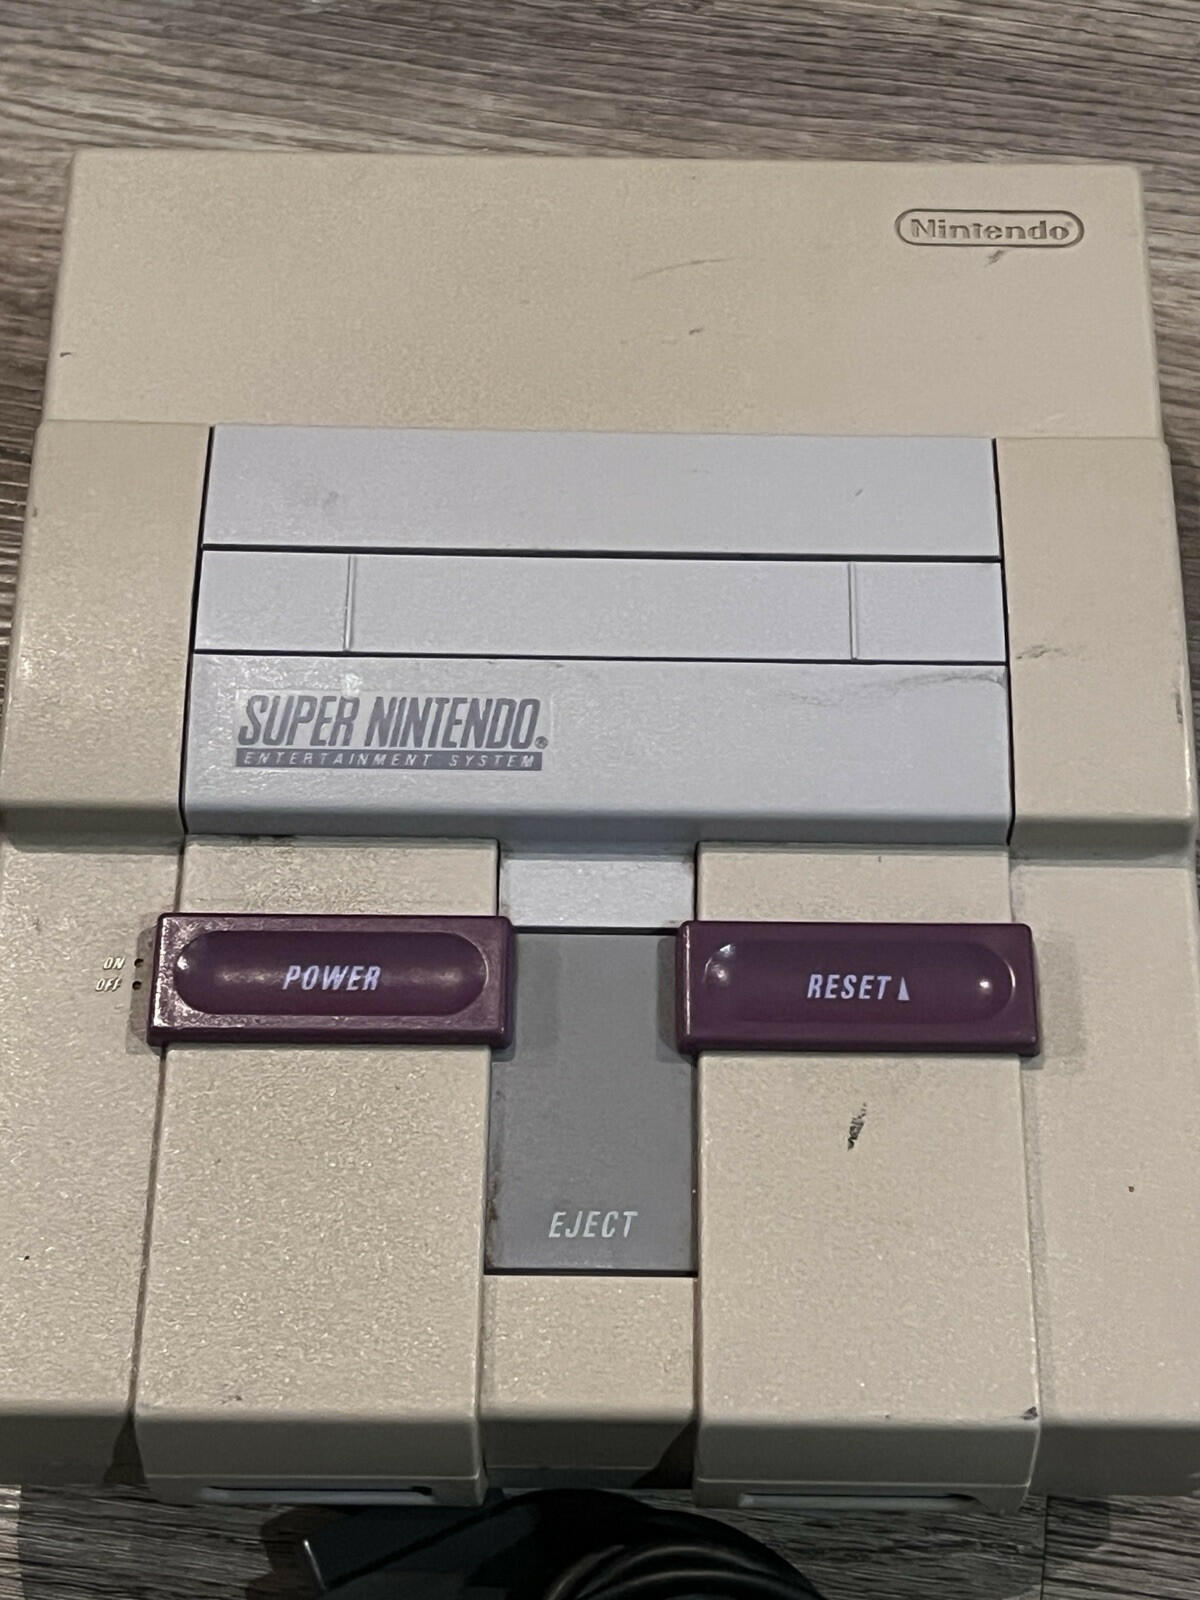 Nintendo®
SUPER NINTENDO®
ENTERTAINMENT SYSTEM
ON
OFF
POWER
RESET
EJECT